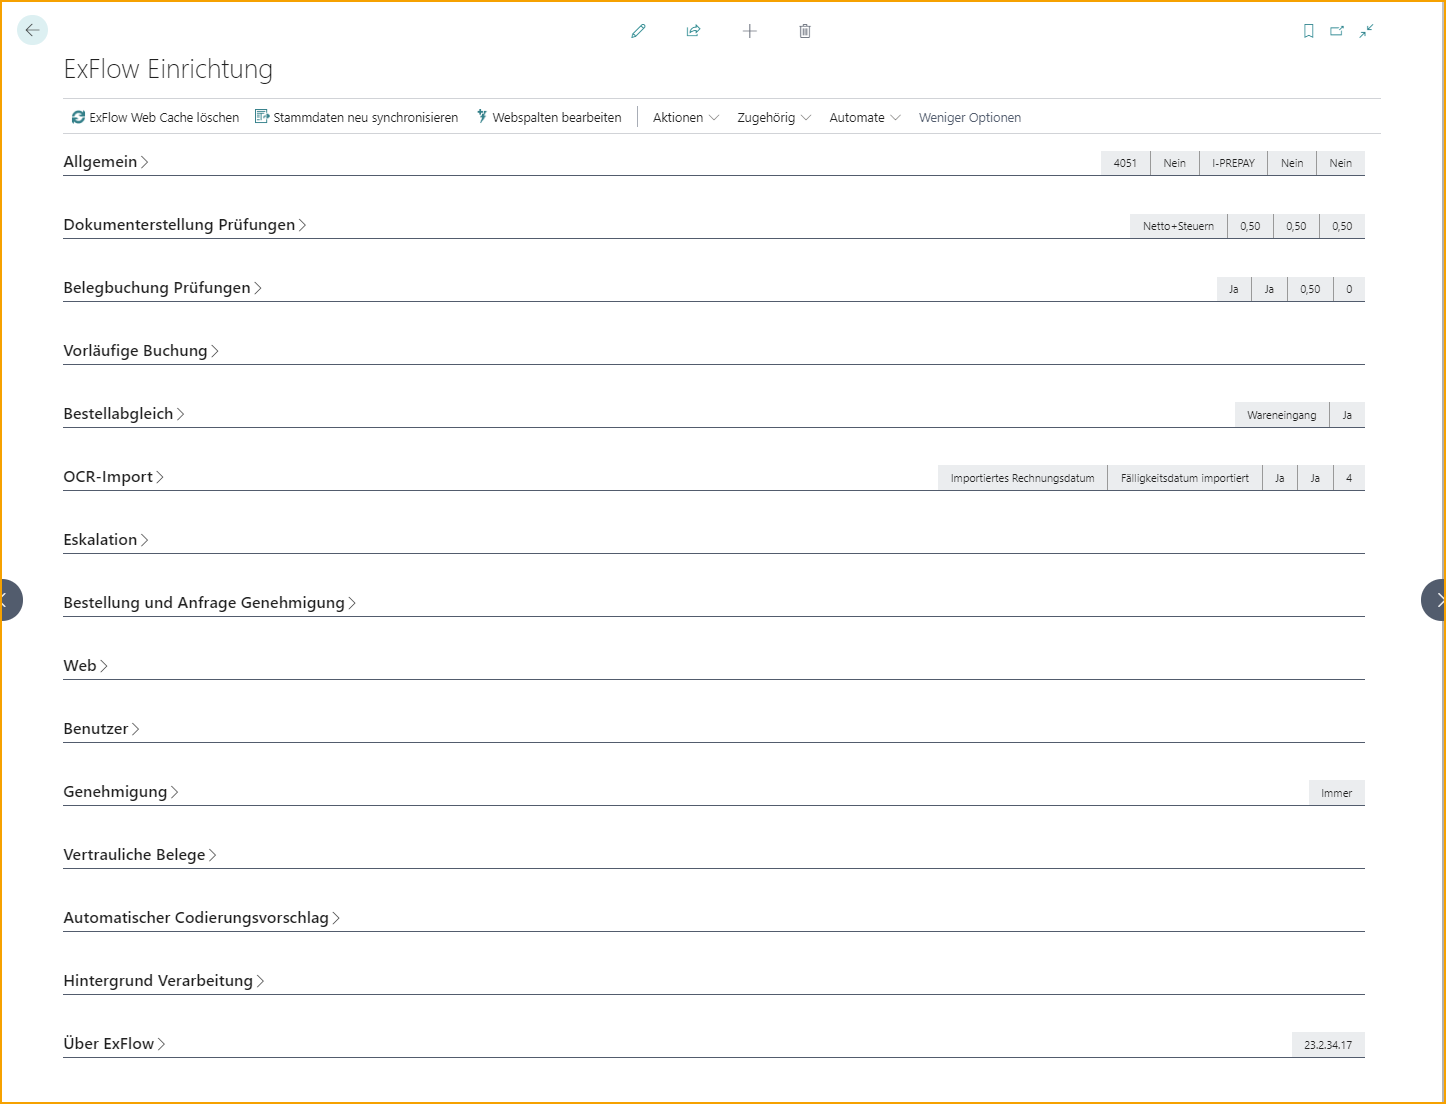 ExFlow Einrichtung
ExFlow Web Cache löschen Stammdaten neu synchronisieren Webspalten bearbeiten Aktionen Zugehörig Automate Weniger Optionen
Allgemein 4051 Nein I-PREPAY Nein Nein
Dokumenterstellung Prüfungen Netto+Steuern 0,50 0,50 0,50
Belegbuchung Prüfungen Ja Ja 0,50 0
Vorläufige Buchung
Bestellabgleich Wareneingang Ja
OCR-Import Importiertes Rechnungsdatum Fälligkeitsdatum importiert Ja Ja 4
Eskalation
Bestellung und Anfrage Genehmigung
Web
Benutzer
Genehmigung Immer
Vertrauliche Belege
Automatischer Codierungsvorschlag
Hintergrund Verarbeitung
Über ExFlow 23.2.34.17